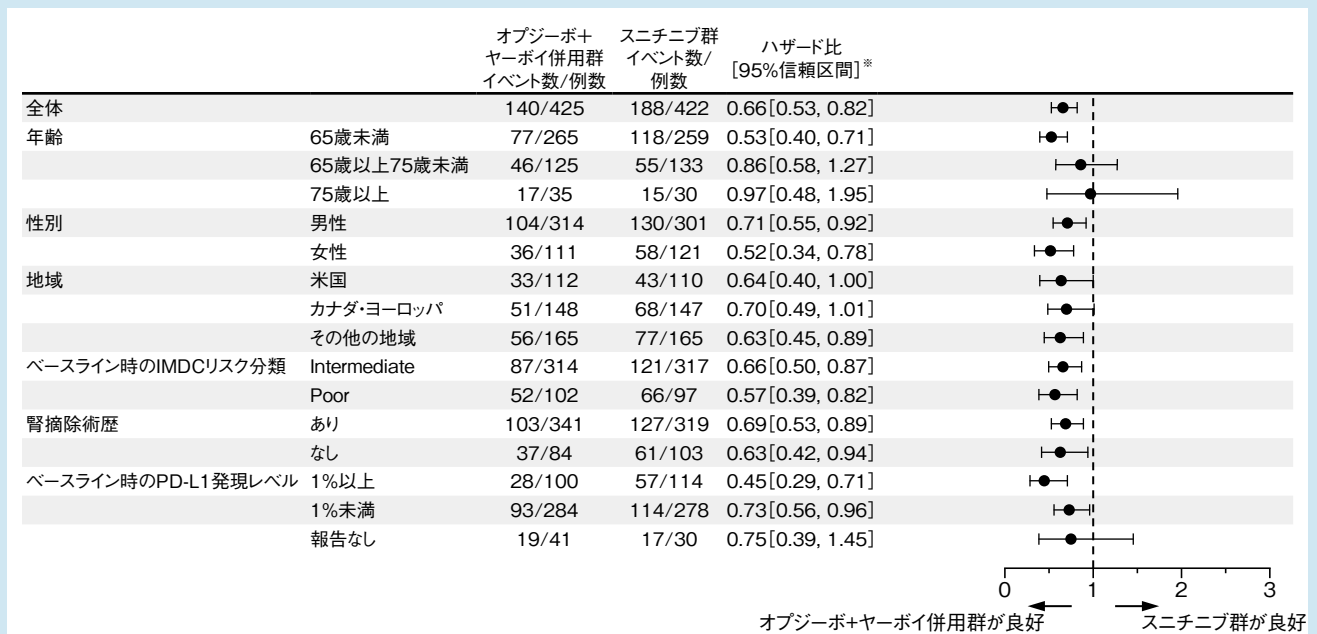 オプジーボ+
ヤーボイ併用群
イベント数/例数
スニチニブ群
イベント数/
例数
ハザード比
[95%信頼区間]※
全体 140/425 188/422 0.66[0.53, 0.82]
年齢 65歳未満 77/265 118/259 0.53[0.40, 0.71]
65歳以上75歳未満 46/125 55/133 0.86[0.58, 1.27]
75歳以上 17/35 15/30 0.97[0.48, 1.95]
性別 男性 104/314 130/301 0.71[0.55, 0.92]
女性 36/111 58/121 0.52[0.34, 0.78]
地域 米国 33/112 43/110 0.64[0.40, 1.00]
カナダ・ヨーロッパ 51/148 68/147 0.70[0.49, 1.01]
その他の地域 56/165 77/165 0.63[0.45, 0.89]
ベースライン時のIMDCリスク分類 Intermediate 87/314 121/317 0.66[0.50, 0.87]
Poor 52/102 66/97 0.57[0.39, 0.82]
腎摘除術歴 あり 103/341 127/319 0.69[0.53, 0.89]
なし 37/84 61/103 0.63[0.42, 0.94]
ベースライン時のPD-L1発現レベル 1%以上 28/100 57/114 0.45[0.29, 0.71]
1%未満 93/284 114/278 0.73[0.56, 0.96]
報告なし 19/41 17/30 0.75[0.39, 1.45]
0 1 2 3
オプジーボ+ヤーボイ併用群が良好 スニチニブ群が良好